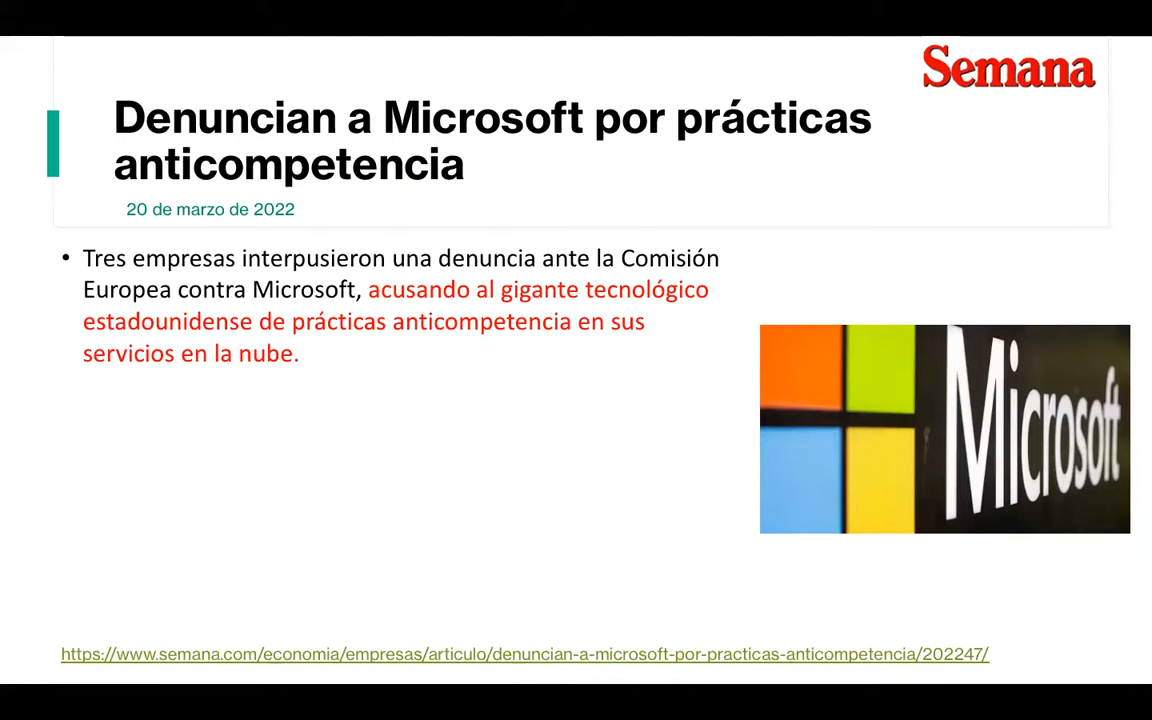 Semana
Denuncian a Microsoft por prácticas
anticompetencia
20 de marzo de 2022
• Tres empresas interpusieron una denuncia ante la Comisión
Europea contra Microsoft, acusando al gigante tecnológico
estadounidense de prácticas anticompetencia en sus
servicios en la nube.
Microsoft
https://www.semana.com/economia/empresas/articulo/denuncian-a-microsoft-por-practicas-anticompetencia/202247/